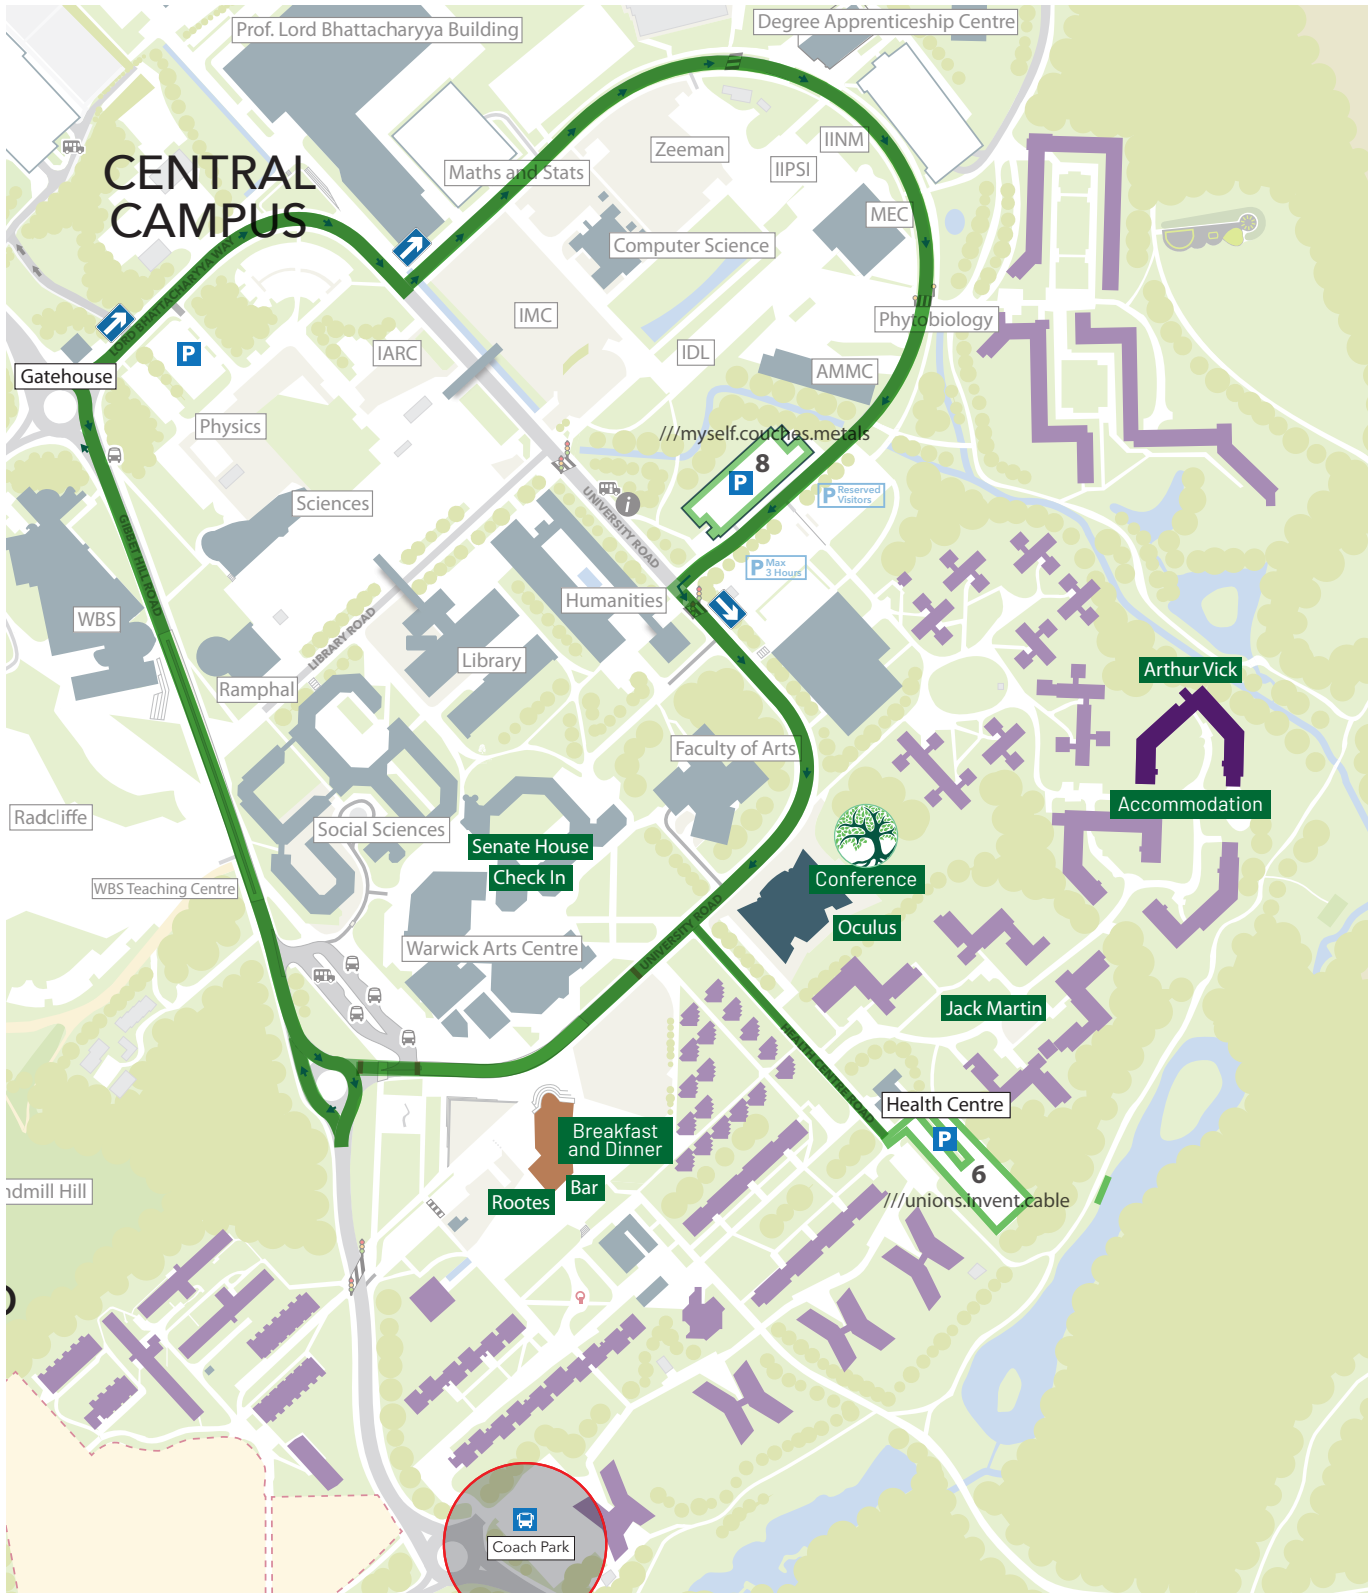 Prof. Lord Bhattacharyya Building
Degree Apprenticeship Centre
CENTRAL
CAMPUS
Maths and Stats
Zeeman
IINM
IIPSI
MEC
Computer Science
LORD BHATTACHARYYA WAY
IMC
Phytobiology
IARC
IDL
P
AMMC
Gatehouse
Physics
///myself.couches.metals
8
P
P Reserved
Visitors
Sciences
i
UNIVERSITY ROAD
GIBBET HILL ROAD
P Max
3 Hours
Humanities
WBS
LIBRARY ROAD
Library
Ramphal
Arthur Vick
Faculty of Arts
Accommodation
Radcliffe
Social Sciences
Senate House
Check In
Conference
WBS Teaching Centre
Oculus
UNIVERSITY ROAD
Warwick Arts Centre
Jack Martin
HEALTH CENTRE ROAD
Health Centre
P
Breakfast
and Dinner
6
ndmill Hill
Bar
Rootes
///unions.invent.cable
Coach Park